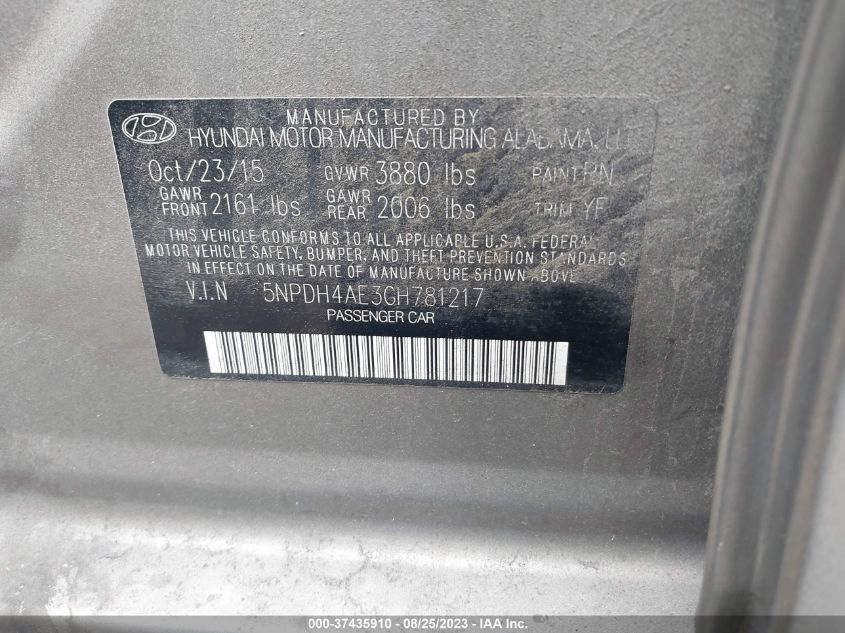 MANUFACTURED BY
HYUNDAI MOTOR MANUFACTURING ALABAMA, LLC
Oct/23/15 GVWR 3880 lbs PAINT:
GAWR FRONT 2161 lbs GAWR REAR 2006 lbs TRIM: YF
THIS VEHICLE CONFORMS TO ALL APPLICABLE U.S.A. FEDERAL
MOTOR VEHICLE SAFETY, BUMPER, AND THEFT PREVENTION STANDARDS
IN EFFECT ON THE DATE OF MANUFACTURE SHOWN ABOVE
V.I.N 5NPDH4AE3GH781217
PASSENGER CAR
000-37435910 - 08/25/2023 - IAA Inc.